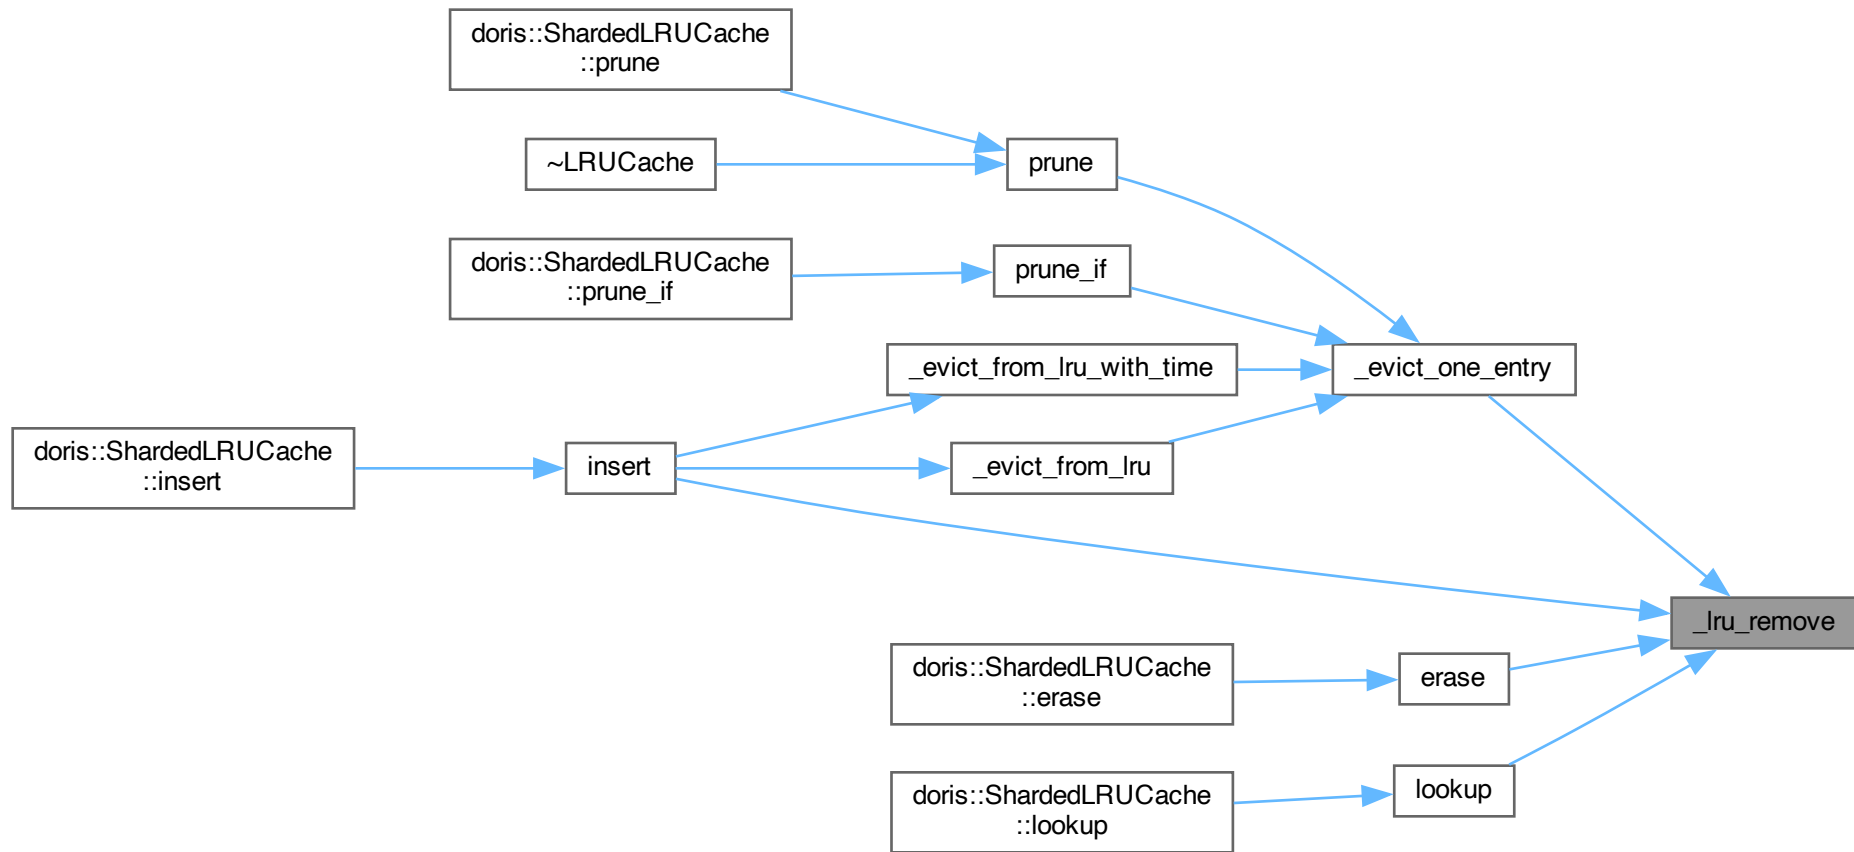 doris::ShardedLRUCache
::prune
~LRUCache
prune
doris::ShardedLRUCache
::prune_if
prune_if
_evict_from_lru_with_time
_evict_one_entry
doris::ShardedLRUCache
::insert
insert
_evict_from_lru
_lru_remove
doris::ShardedLRUCache
::erase
erase
doris::ShardedLRUCache
::lookup
lookup